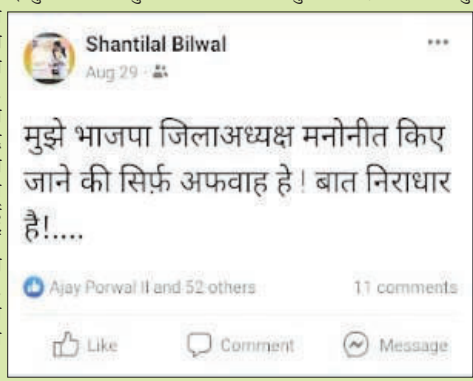 Shantilal Bilwal
Aug 29
मुझे भाजपा जिलाअध्यक्ष मनोनीत किए
जाने की सिर्फ़ अफवाह हे ! बात निराधार
है!....
Ajay Porwal II and 52 others 11 comments
Like Comment Message